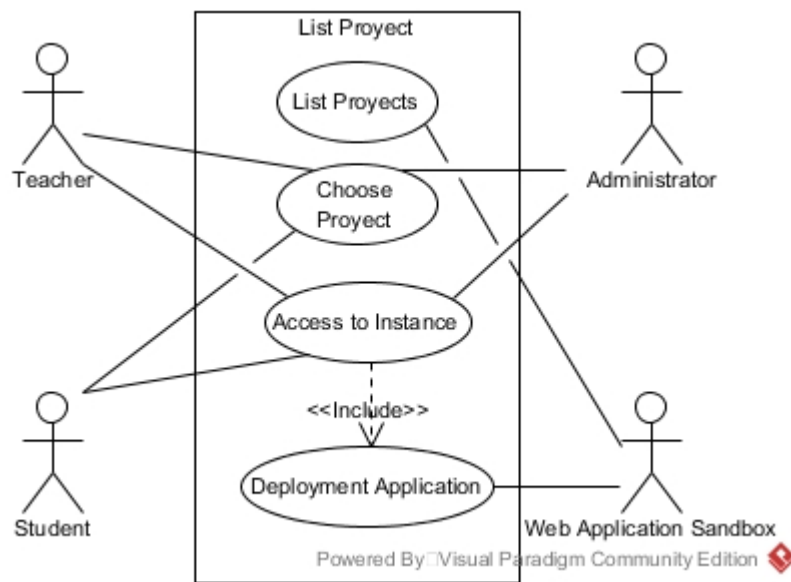 List Proyect
List Proyects
Teacher
Administrator
Choose
Proyect
Access to Instance
<<Include>>
Deployment Application
Student
Web Application Sandbox
Powered By Visual Paradigm Community Edition